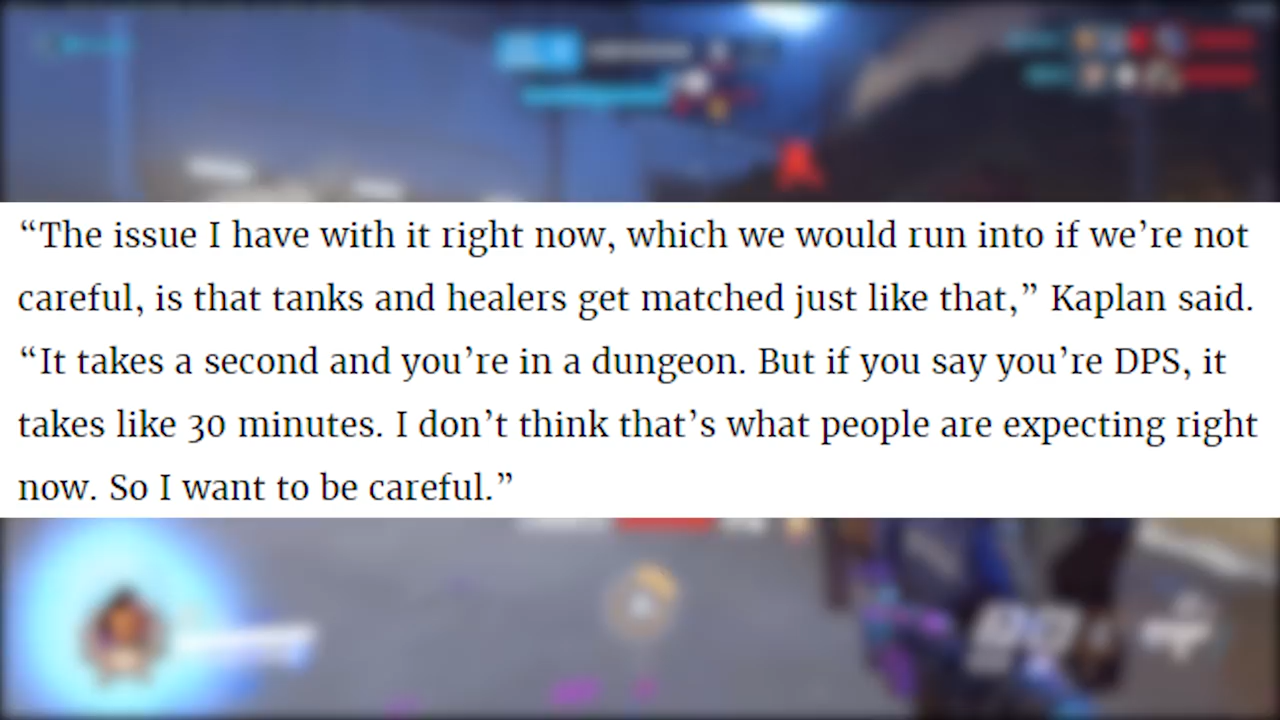 “The issue I have with it right now, which we would run into if we’re not
careful, is that tanks and healers get matched just like that,” Kaplan said.
“It takes a second and you’re in a dungeon. But if you say you’re DPS, it
takes like 30 minutes. I don’t think that’s what people are expecting right
now. So I want to be careful.”